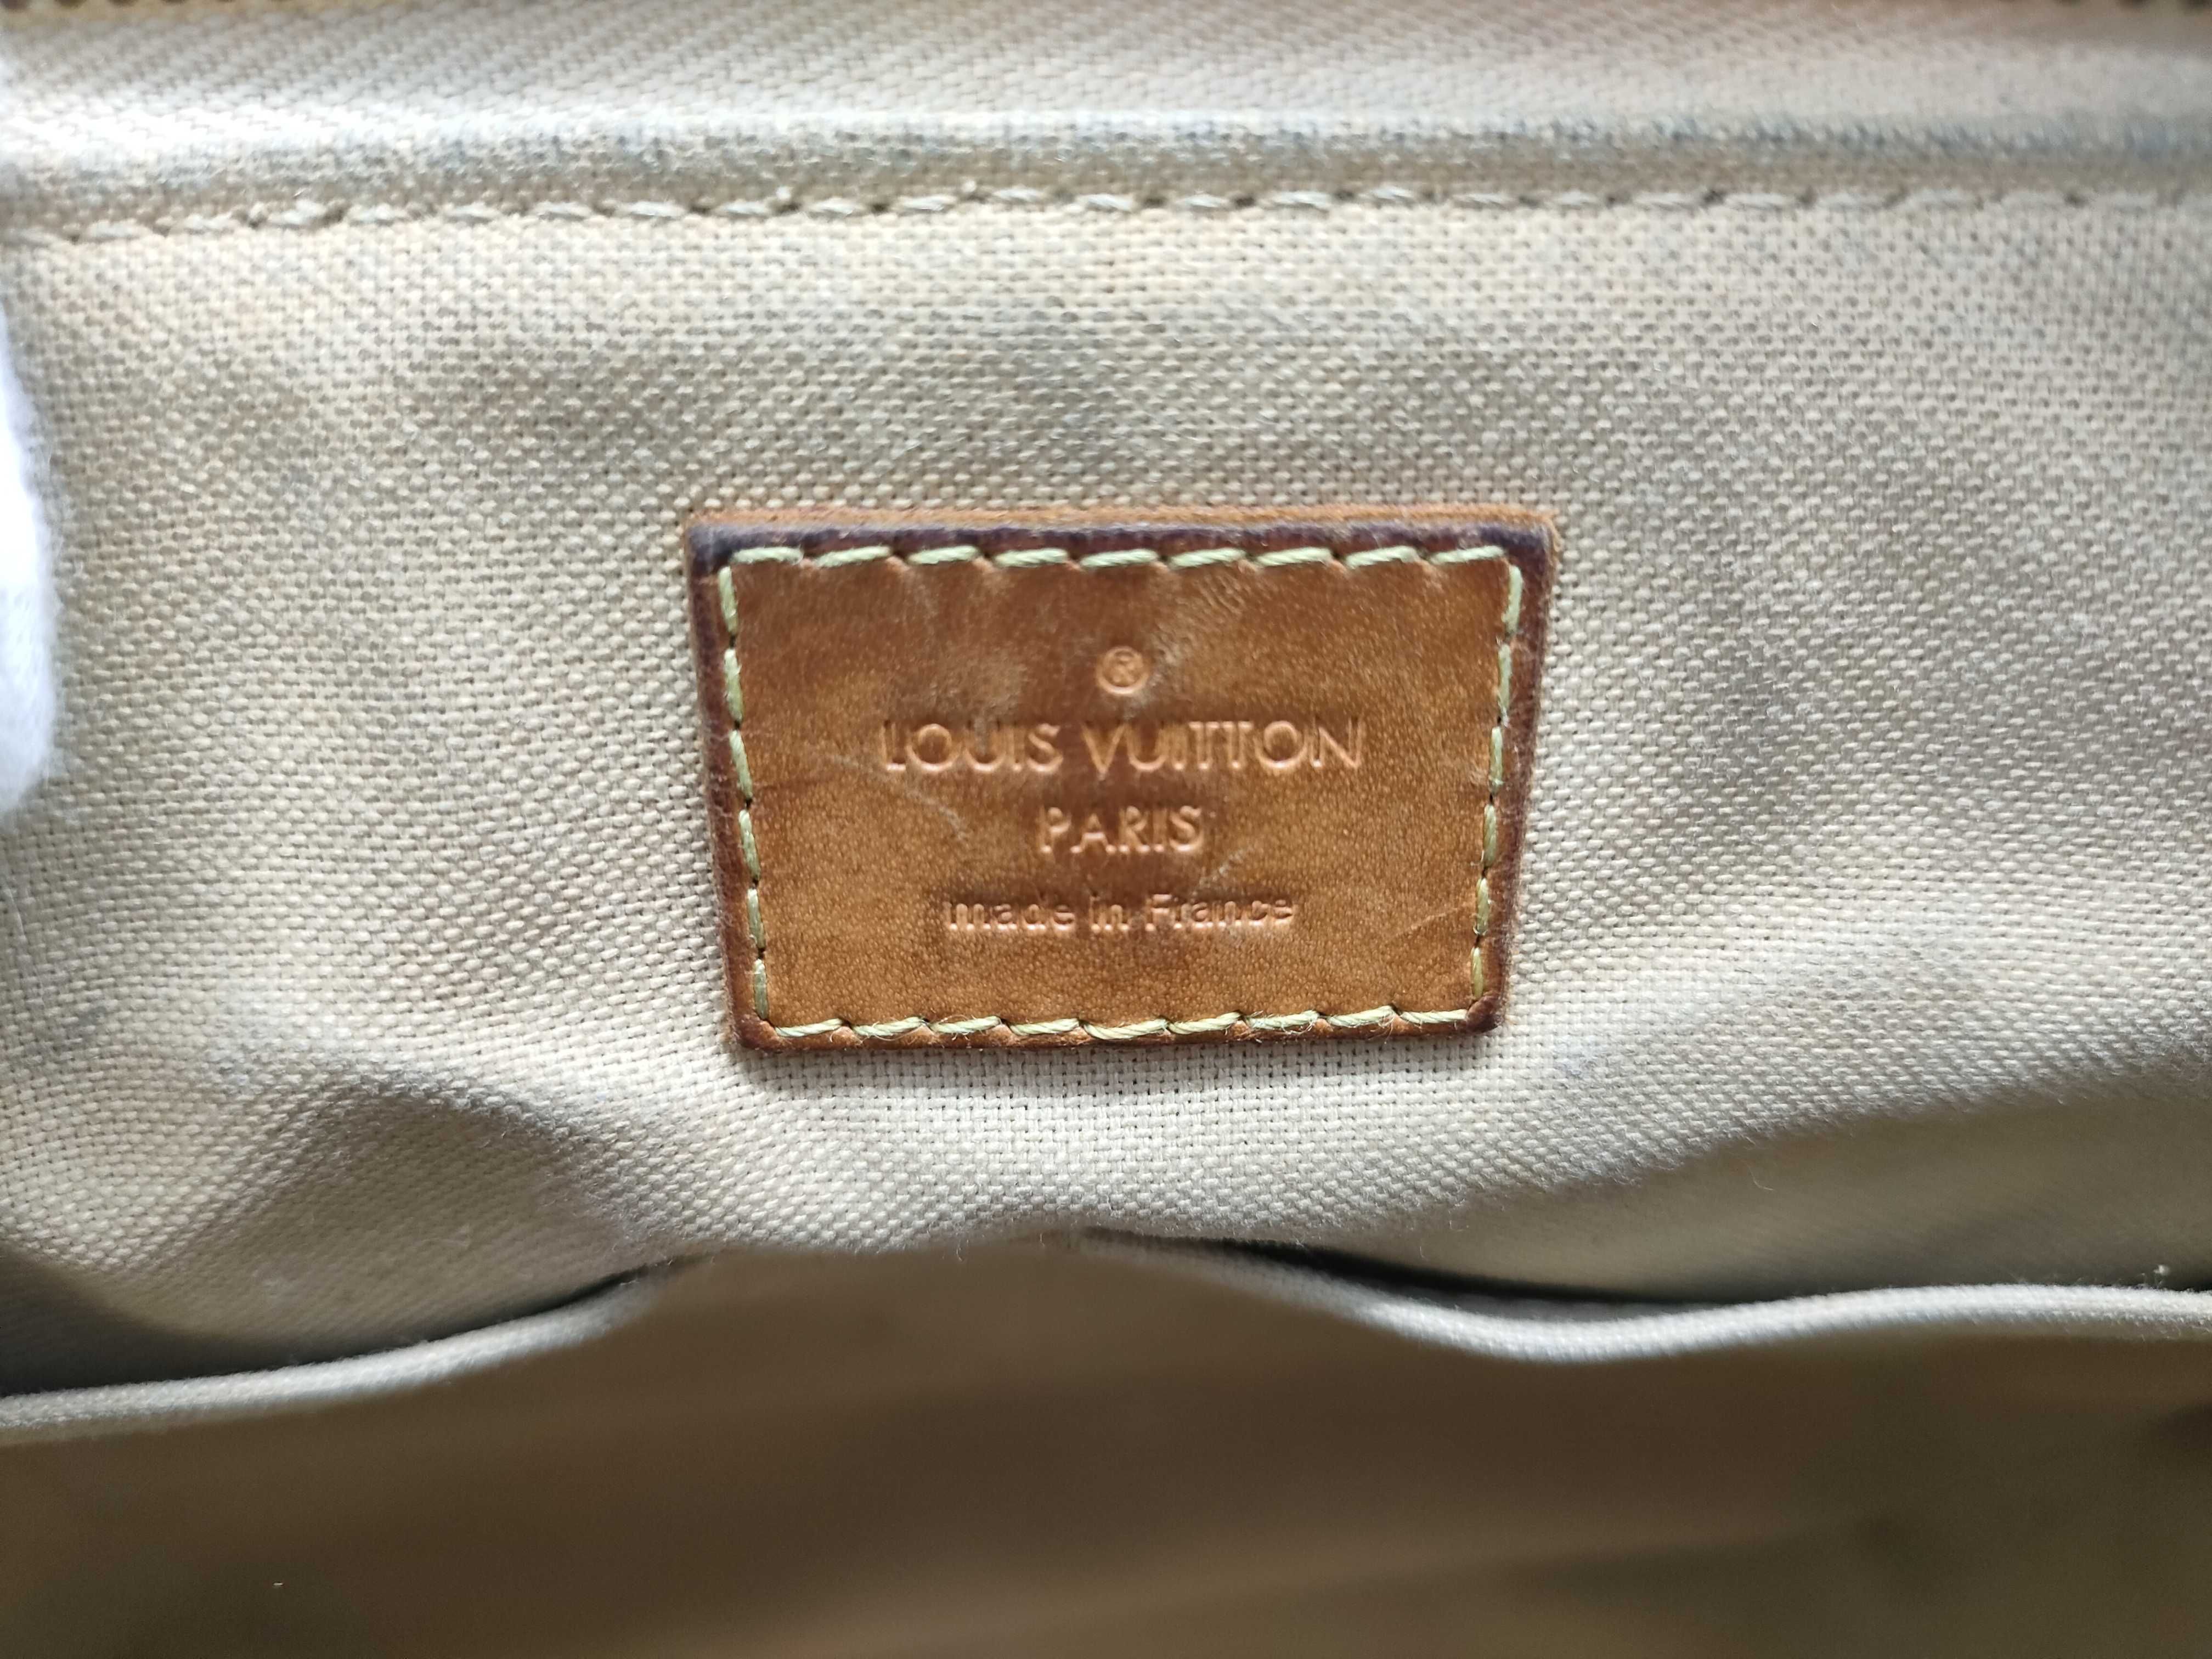 ®
LOUIS VUITTON
PARIS
made in France